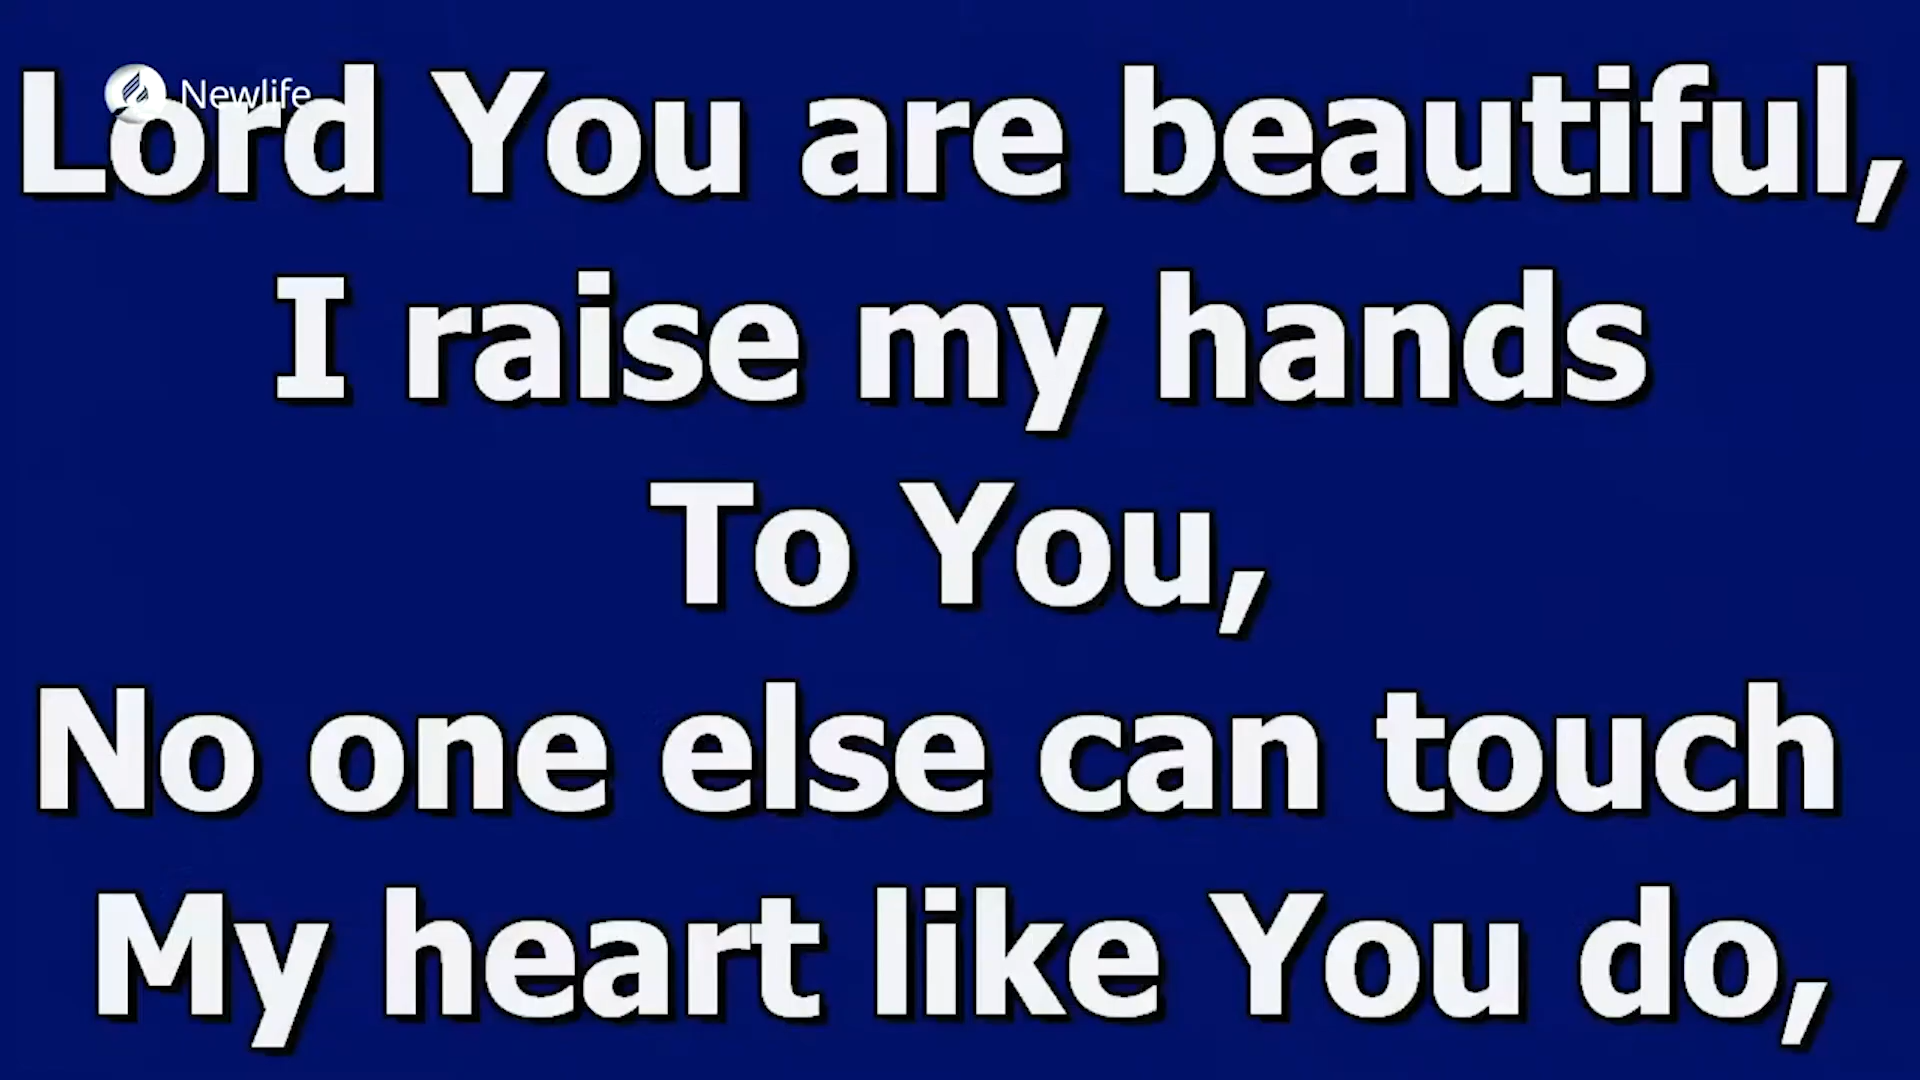 Newlife
Lord You are beautiful,
I raise my hands
To You,
No one else can touch
My heart like You do,